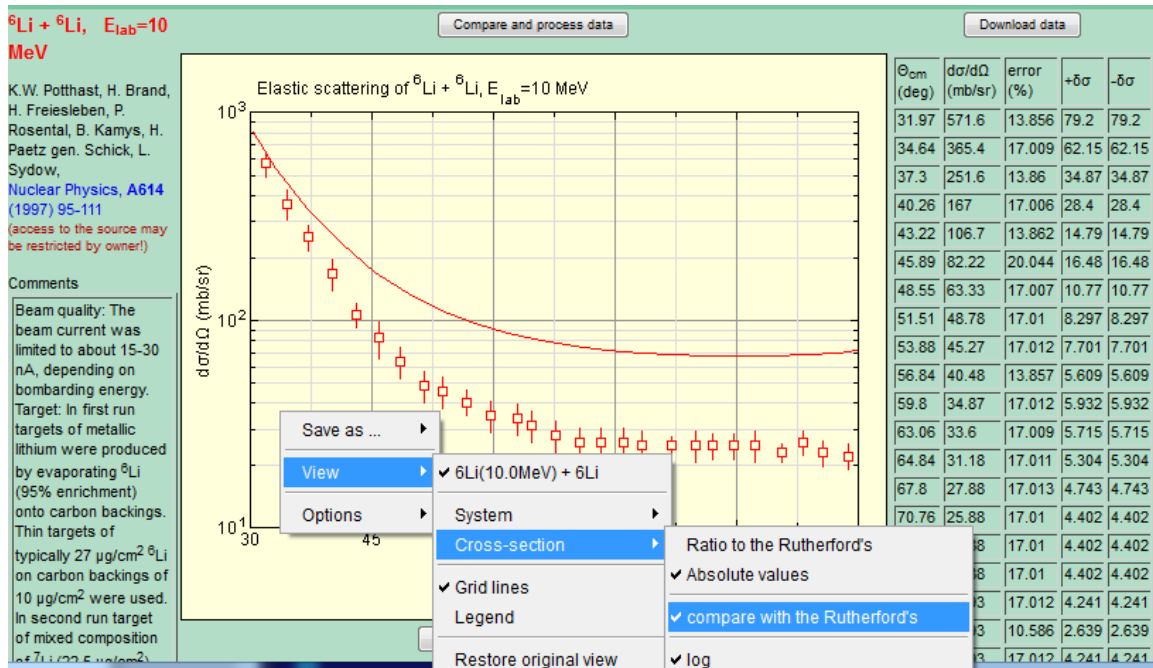 ⁶Li + ⁶Li, E_lab=10
MeV
K.W. Potthast, H. Brand,
H. Freiesleben, P.
Rosental, B. Kamys, H.
Paetz gen. Schick, L.
Sydow,
Nuclear Physics, A614
(1997) 95-111
(access to the source may
be restricted by owner!)
Comments
Beam quality: The
beam current was
limited to about 15-30
nA, depending on
bombarding energy.
Target: In first run
targets of metallic
lithium were produced
by evaporating ⁶Li
(95% enrichment)
onto carbon backings.
Thin targets of
typically 27 µg/cm² ⁶Li
on carbon backings of
10 µg/cm² were used.
In second run target
of mixed composition
of ⁷Li (22.5 µg/cm²)
Compare and process data
Elastic scattering of ⁶Li + ⁶Li, E_lab=10 MeV
dσ/dΩ (mb/sr)
10³
10²
10¹
30 45
Save as ...
View
Options
✓ 6Li(10.0MeV) + 6Li
System
Cross-section
✓ Grid lines
Legend
Restore original view
Ratio to the Rutherford's
✓ Absolute values
✓ compare with the Rutherford's
✓ log
Download data
Θcm (deg) dσ/dΩ (mb/sr) error (%) +δσ -δσ
31.97 571.6 13.856 79.2 79.2
34.64 365.4 17.009 62.15 62.15
37.3 251.6 13.86 34.87 34.87
40.26 167 17.006 28.4 28.4
43.22 106.7 13.862 14.79 14.79
45.89 82.22 20.044 16.48 16.48
48.55 63.33 17.007 10.77 10.77
51.51 48.78 17.01 8.297 8.297
53.88 45.27 17.012 7.701 7.701
56.84 40.48 13.857 5.609 5.609
59.8 34.87 17.012 5.932 5.932
63.06 33.6 17.009 5.715 5.715
64.84 31.18 17.011 5.304 5.304
67.8 27.88 17.013 4.743 4.743
70.76 25.88 17.01 4.402 4.402
17.01 4.402 4.402
17.01 4.402 4.402
17.012 4.241 4.241
10.586 2.639 2.639
17.012 4.241 4.241